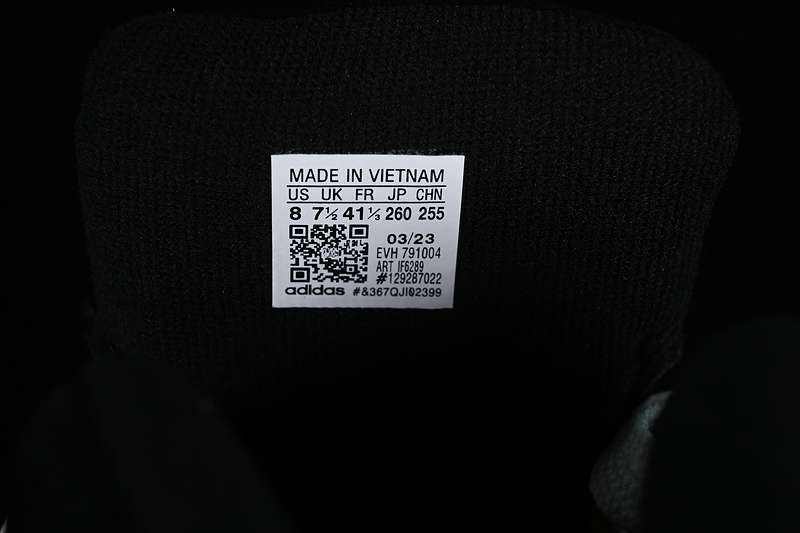 MADE IN VIETNAM
US UK FR JP CHN
8 7½ 41⅓ 260 255
03/23
EVH 791004
ART IF6289
#129287022
adidas #&367QJI02399